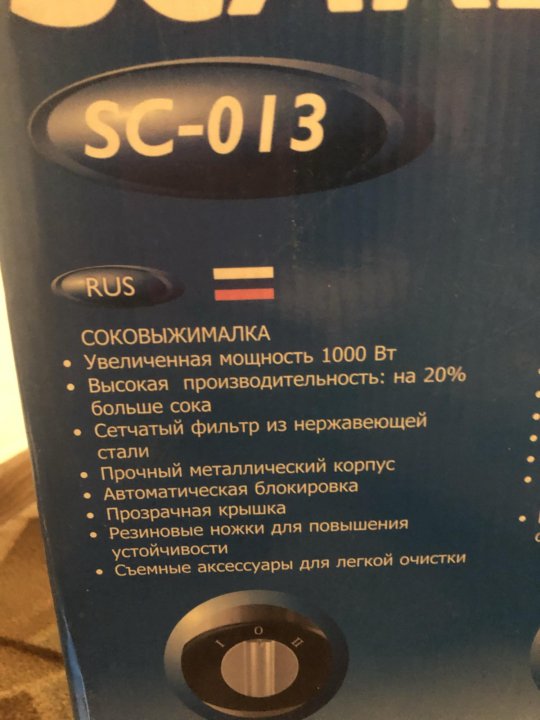 SC-013
RUS
СОКОВЫЖИМАЛКА
• Увеличенная мощность 1000 Вт
• Высокая производительность: на 20%
больше сока
• Сетчатый фильтр из нержавеющей
стали
• Прочный металлический корпус
• Автоматическая блокировка
• Прозрачная крышка
• Резиновые ножки для повышения
устойчивости
• Съемные аксессуары для легкой очистки
I O II